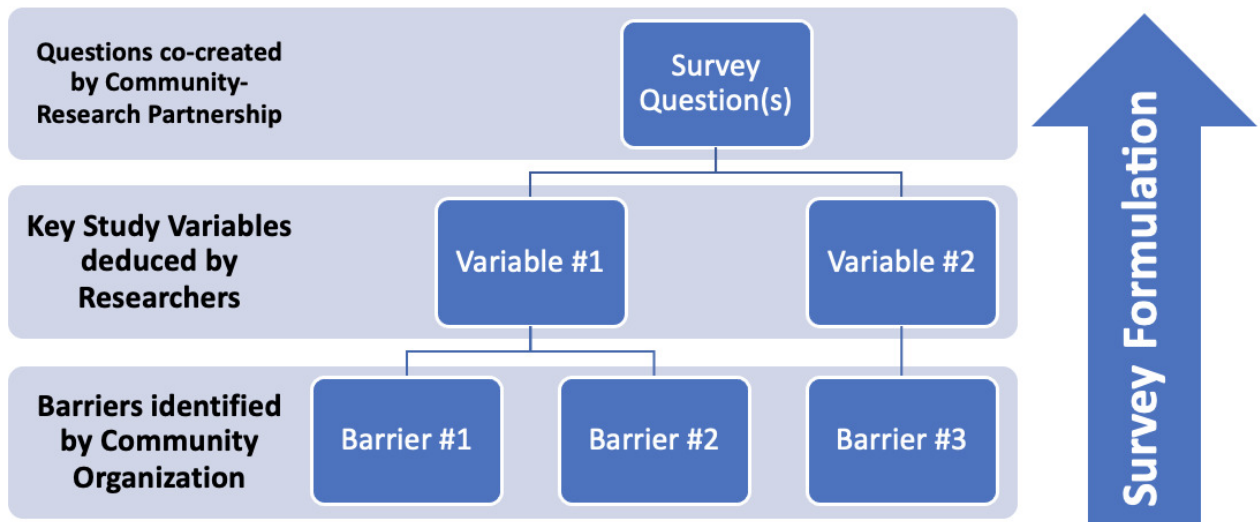 Questions co-created
by Community-
Research Partnership
Survey
Question(s)
Key Study Variables
deduced by
Researchers
Variable #1
Variable #2
Barriers identified
by Community
Organization
Barrier #1
Barrier #2
Barrier #3
Survey Formulation